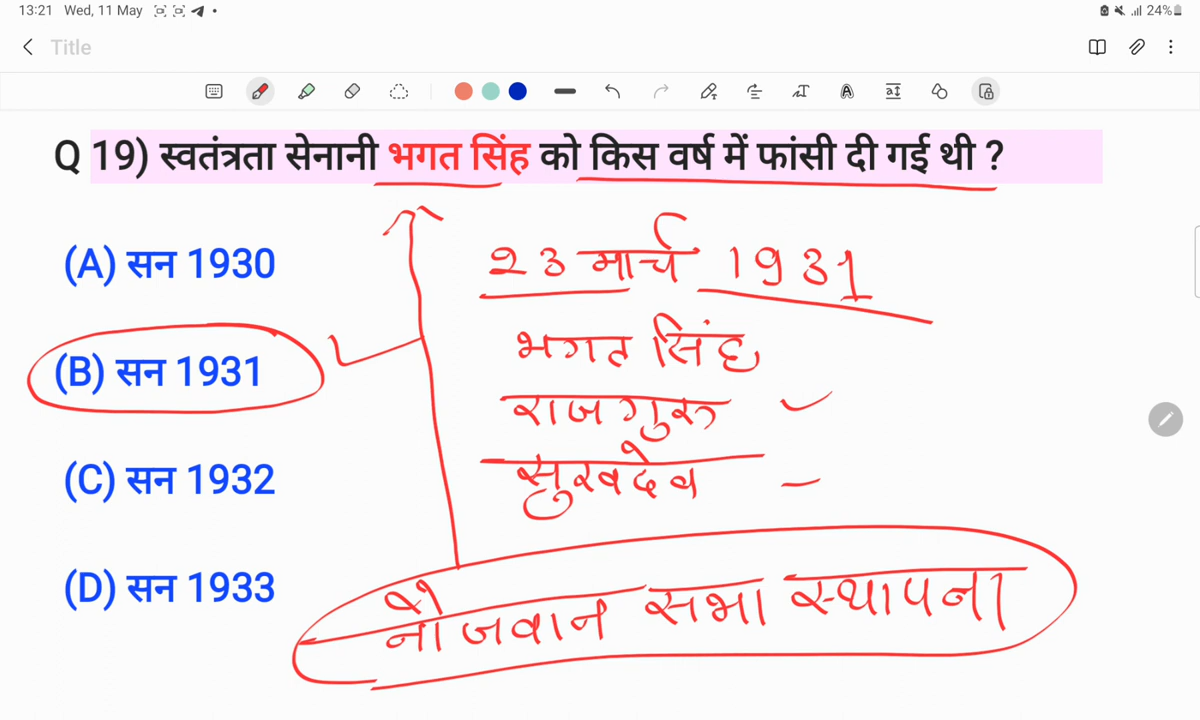 13:21 Wed, 11 May
24%
Title
Q 19) स्वतंत्रता सेनानी भगत सिंह को किस वर्ष में फांसी दी गई थी ?
(A) सन 1930
(B) सन 1931
(C) सन 1932
(D) सन 1933
23 मार्च 1931
भगत सिंह
राजगुरु
सुखदेव
नौजवान सभा स्थापना